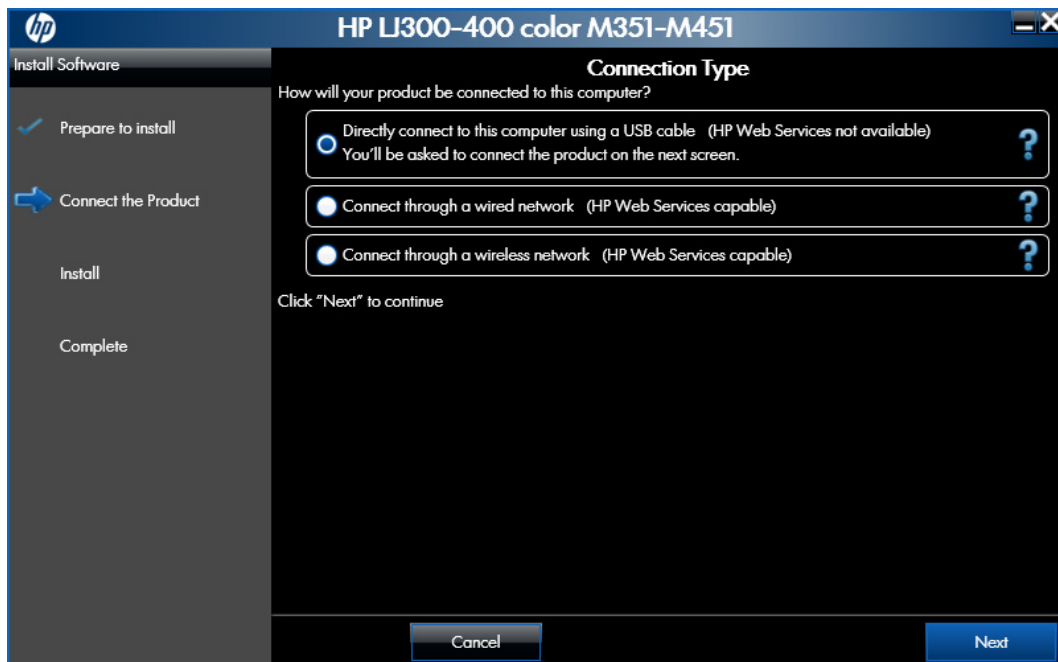 hp
HP LJ300-400 color M351-M451
Install Software
Prepare to install
Connect the Product
Install
Complete
Connection Type
How will your product be connected to this computer?
Directly connect to this computer using a USB cable (HP Web Services not available)
You'll be asked to connect the product on the next screen.
?
Connect through a wired network (HP Web Services capable)
?
Connect through a wireless network (HP Web Services capable)
?
Click "Next" to continue
Cancel
Next